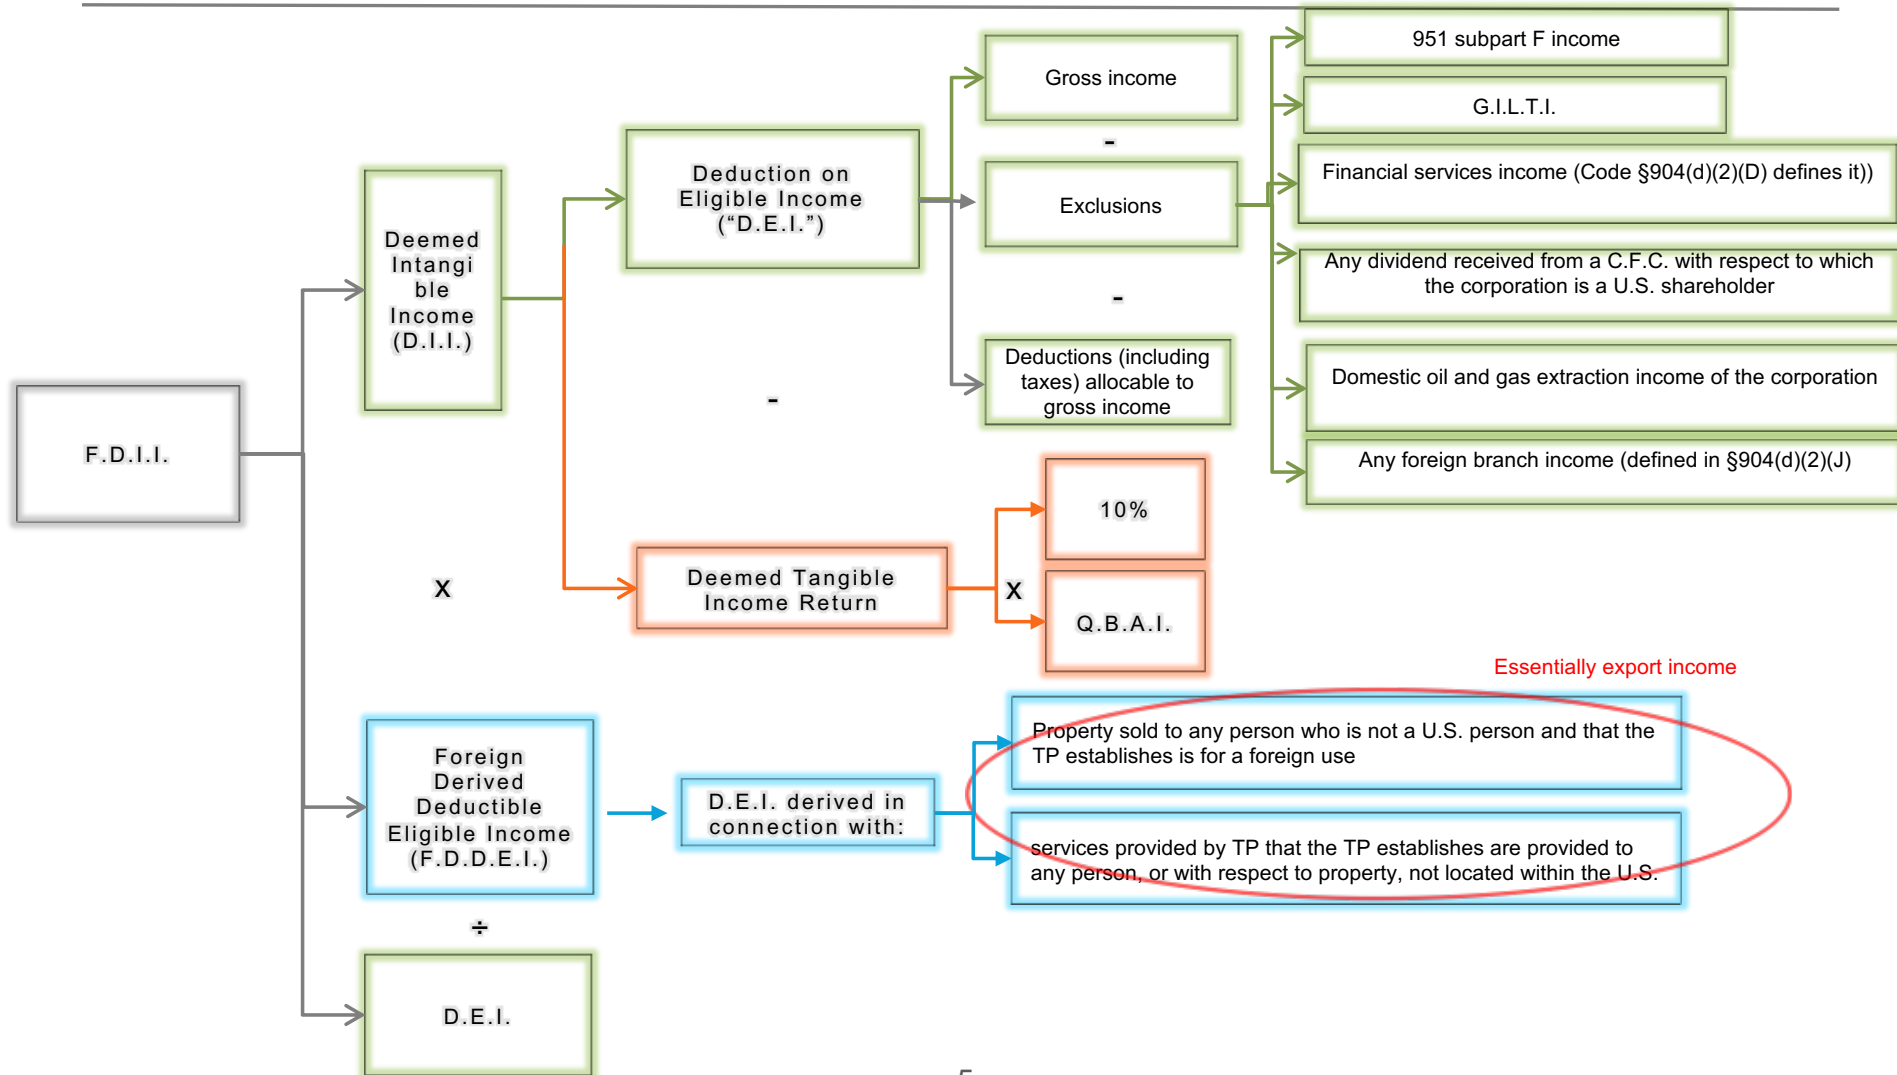 F.D.I.I.
Deemed
Intangi
ble
Income
(D.I.I.)
x
Foreign
Derived
Deductible
Eligible Income
(F.D.D.E.I.)
÷
D.E.I.
Deduction on
Eligible Income
(“D.E.I.”)
-
Deemed Tangible
Income Return
Gross income
-
Exclusions
-
Deductions (including
taxes) allocable to
gross income
951 subpart F income
G.I.L.T.I.
Financial services income (Code §904(d)(2)(D) defines it))
Any dividend received from a C.F.C. with respect to which
the corporation is a U.S. shareholder
Domestic oil and gas extraction income of the corporation
Any foreign branch income (defined in §904(d)(2)(J)
10%
x
Q.B.A.I.
Essentially export income
D.E.I. derived in
connection with:
Property sold to any person who is not a U.S. person and that the
TP establishes is for a foreign use
services provided by TP that the TP establishes are provided to
any person, or with respect to property, not located within the U.S.